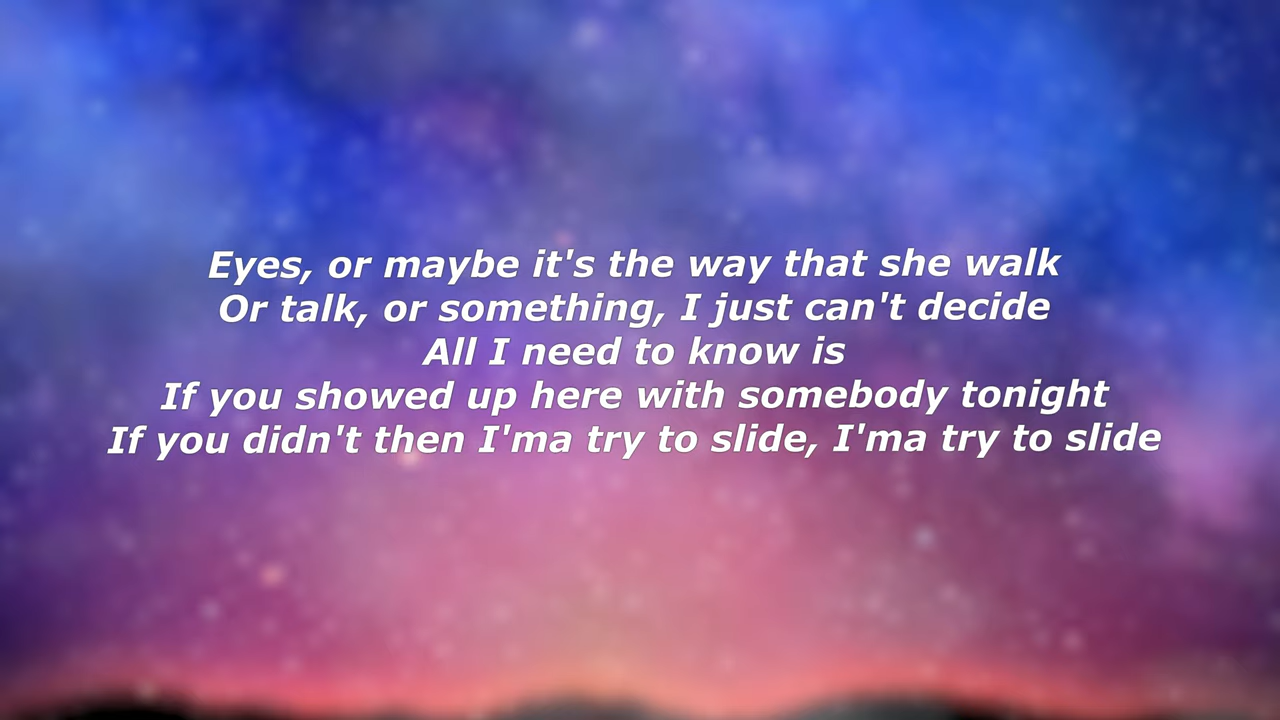 Eyes, or maybe it's the way that she walk
Or talk, or something, I just can't decide
All I need to know is
If you showed up here with somebody tonight
If you didn't then I'ma try to slide, I'ma try to slide